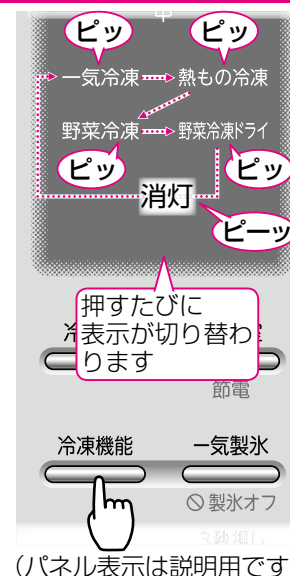 ピッ ピッ
一気冷凍 熱もの冷凍
野菜冷凍 野菜冷凍ドライ
ピッ ピッ
消灯
ピーッ
押すたびに
表示が切り替わ
ります
節電
冷凍機能 一気製氷
製氷オフ
(パネル表示は説明用です